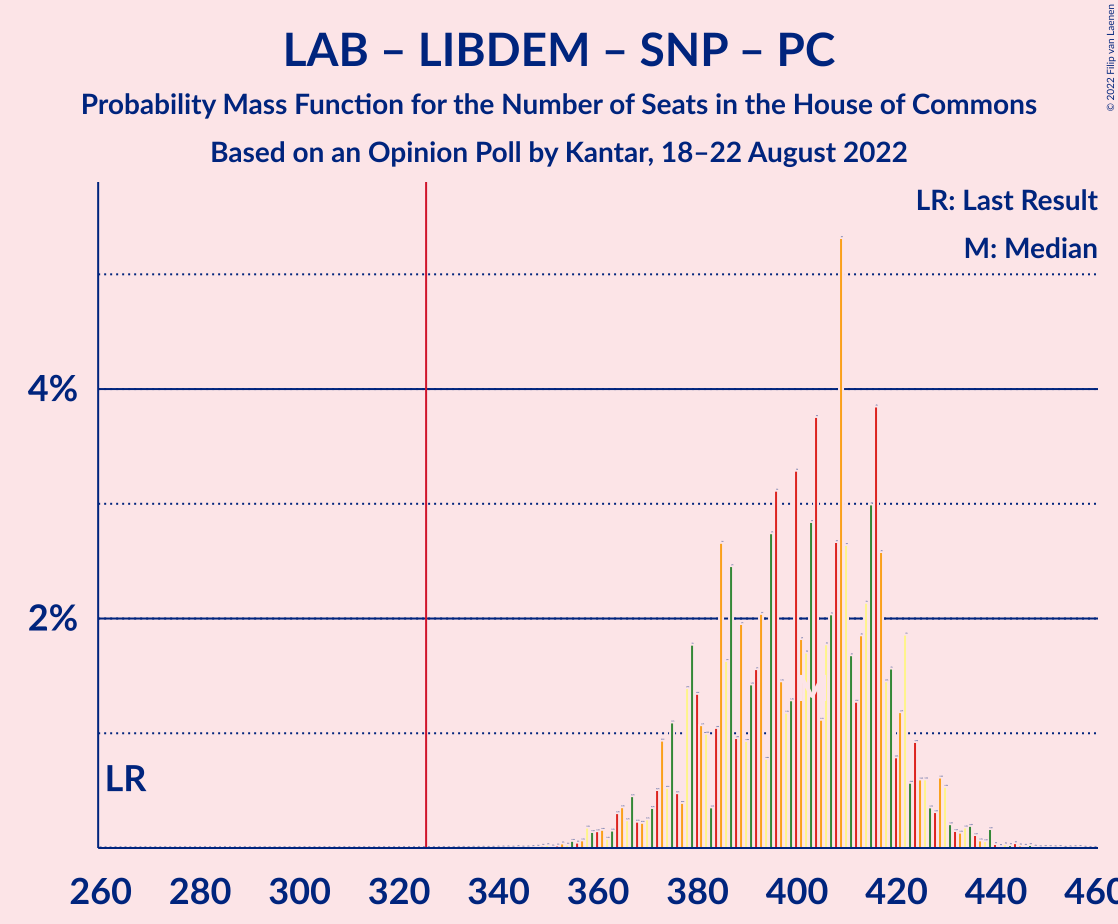 LAB – LIBDEM – SNP – PC
Probability Mass Function for the Number of Seats in the House of Commons
Based on an Opinion Poll by Kantar, 18–22 August 2022
© 2022 Filip van Laenen
LR: Last Result
M: Median
4%
2%
LR
260 280 300 320 340 360 380 400 420 440 460